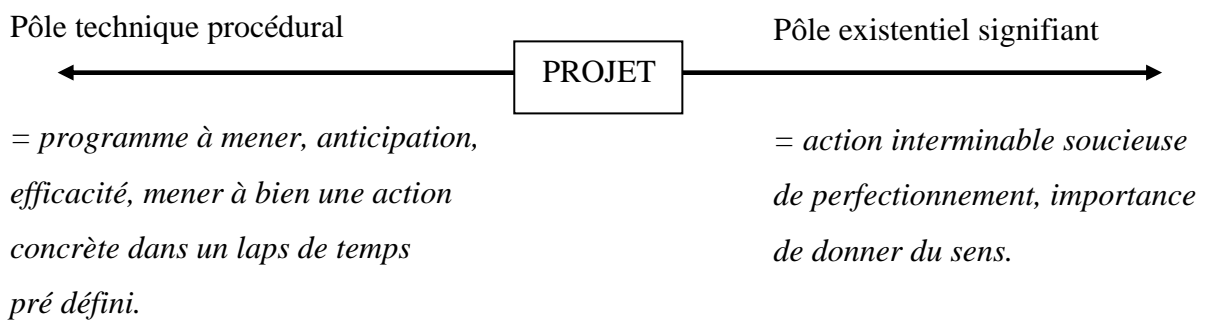 Pôle technique procédural
PROJET
Pôle existentiel signifiant
= programme à mener, anticipation,
efficacité, mener à bien une action
concrète dans un laps de temps
pré défini.
= action interminable soucieuse
de perfectionnement, importance
de donner du sens.